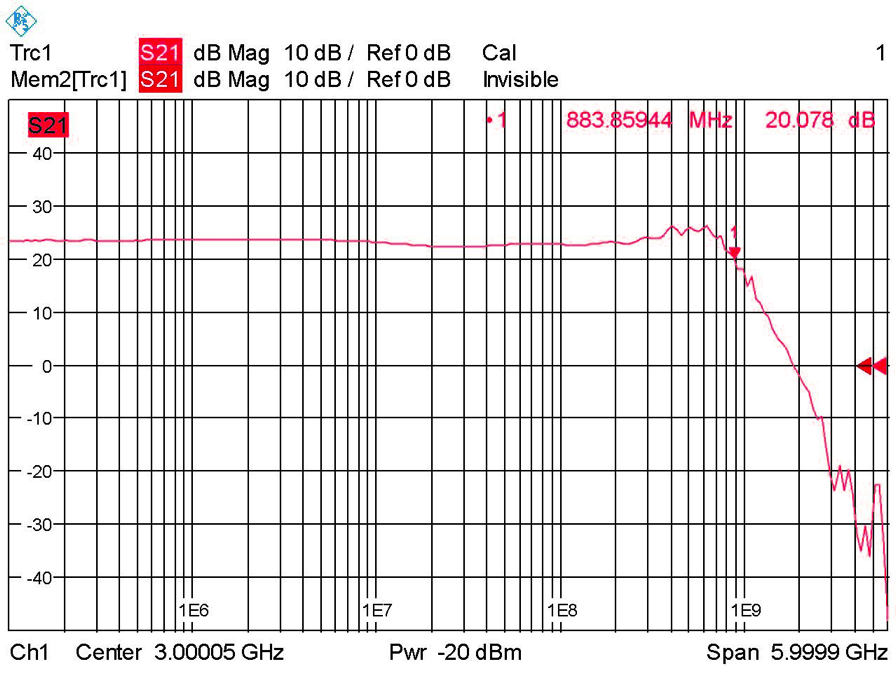 Trc1 S21 dB Mag 10 dB / Ref 0 dB Cal 1
Mem2[Trc1] S21 dB Mag 10 dB / Ref 0 dB Invisible
S21 •1 883.85944 MHz 20.078 dB
40
30
1
20
10
0
-10
-20
-30
-40
1E6 1E7 1E8 1E9
Ch1 Center 3.00005 GHz Pwr -20 dBm Span 5.9999 GHz